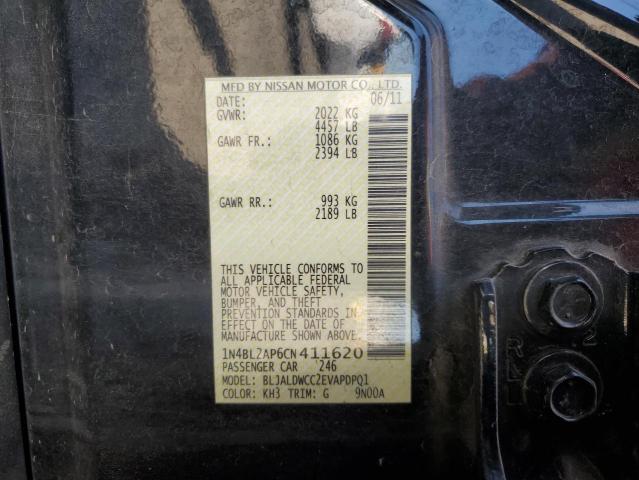 MFD BY NISSAN MOTOR CO., LTD.
DATE: 06/11
GVWR: 2022 KG
4457 LB
GAWR FR.: 1086 KG
2394 LB
GAWR RR.: 993 KG
2189 LB
THIS VEHICLE CONFORMS TO
ALL APPLICABLE FEDERAL
MOTOR VEHICLE SAFETY,
BUMPER, AND THEFT
PREVENTION STANDARDS
IN EFFECT ON THE DATE OF
MANUFACTURE SHOWN ABOVE.
1N4BL2AP6CN411620
PASSENGER CAR 246
MODEL: BLJALDWCC2EVAPDPQ1
COLOR: KH3 TRIM: G 9N00A